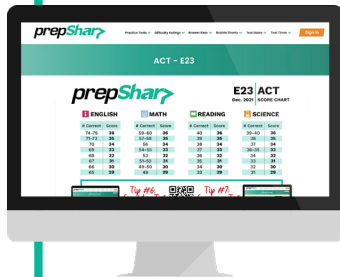 prepSharp
Practice Tests Difficulty Ratings Answer Keys Bubble Sheets Test Dates Test Timer Sign In
ACT - E23
prepSharp
E23 ACT
Dec. 2021 SCORE CHART
ENGLISH MATH READING SCIENCE
# Correct Score # Correct Score # Correct Score # Correct Score
74-75 36 59-60 36 40 36 39-40 36
71-73 35 57-58 35 39 35 38 35
70 34 56 34 38 34 37 34
69 33 54-55 33 37 33 36-35 33
68 32 53 32 36 32 34 32
67 31 51-52 31 35 31 33 31
66 30 49-50 30 34 30 32 30
65 29 48 29 33 29 31 29
Tip #6: Tip #7: